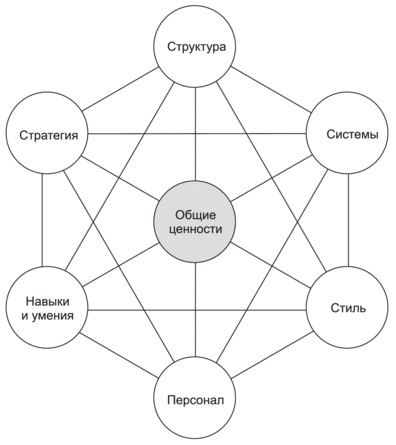 Структура
Стратегия
Системы
Общие
ценности
Навыки
и умения
Стиль
Персонал